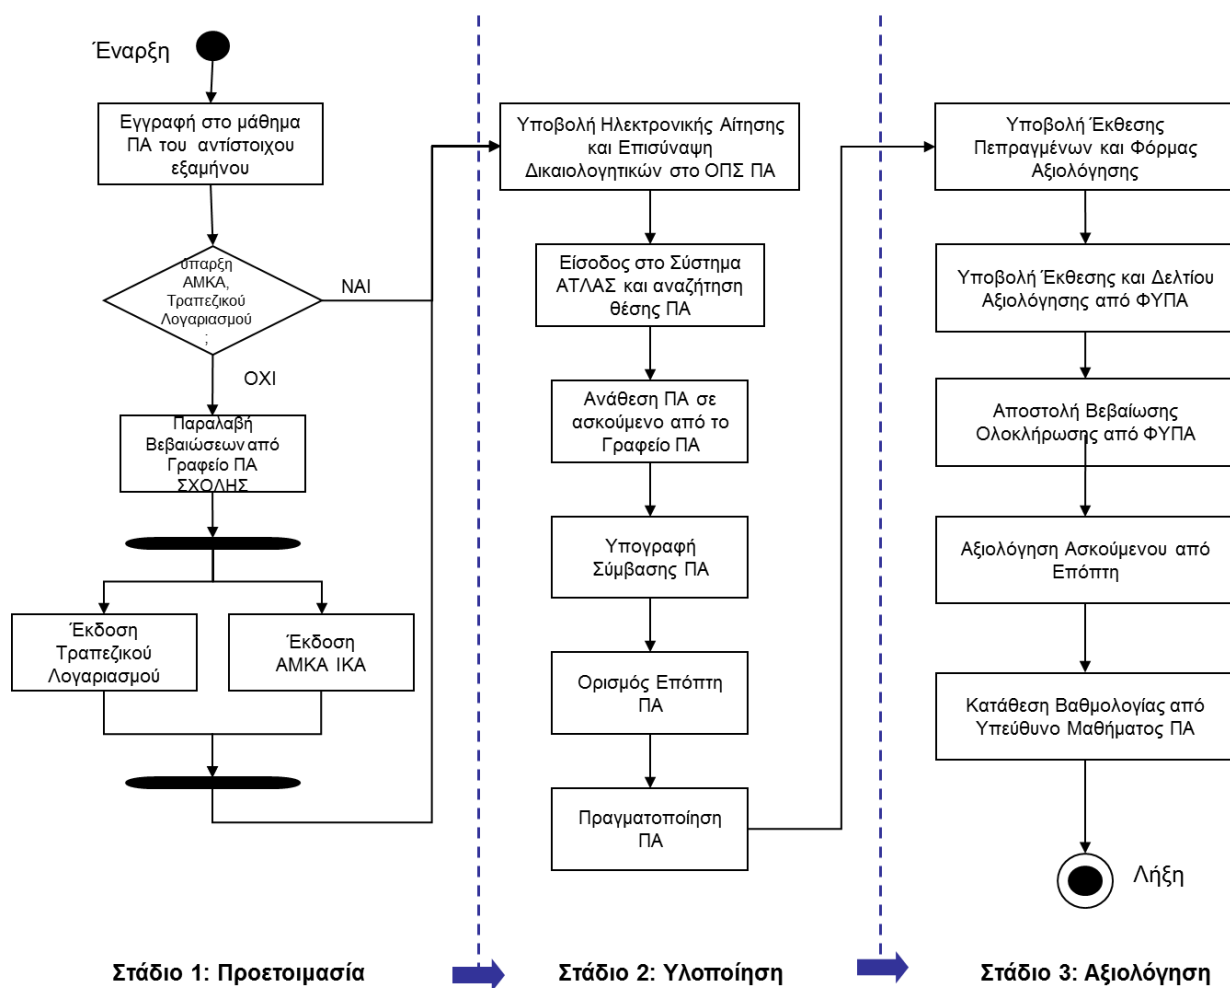 Έναρξη
Εγγραφή στο μάθημα
ΠΑ του αντίστοιχου
εξαμήνου
ύπαρξη
ΑΜΚΑ,
Τραπεζικού
Λογαριασμού
;
ΝΑΙ
ΟΧΙ
Παραλαβή
Βεβαιώσεων από
Γραφείο ΠΑ
ΣΧΟΛΗΣ
Έκδοση
Τραπεζικού
Λογαριασμού
Έκδοση
ΑΜΚΑ ΙΚΑ
Στάδιο 1: Προετοιμασία
Υποβολή Ηλεκτρονικής Αίτησης
και Επισύναψη
Δικαιολογητικών στο ΟΠΣ ΠΑ
Είσοδος στο Σύστημα
ΑΤΛΑΣ και αναζήτηση
θέσης ΠΑ
Ανάθεση ΠΑ σε
ασκούμενο από το
Γραφείο ΠΑ
Υπογραφή
Σύμβασης ΠΑ
Ορισμός Επόπτη
ΠΑ
Πραγματοποίηση
ΠΑ
Στάδιο 2: Υλοποίηση
Υποβολή Έκθεσης
Πεπραγμένων και Φόρμας
Αξιολόγησης
Υποβολή Έκθεσης και Δελτίου
Αξιολόγησης από ΦΥΠΑ
Αποστολή Βεβαίωσης
Ολοκλήρωσης από ΦΥΠΑ
Αξιολόγηση Ασκούμενου από
Επόπτη
Κατάθεση Βαθμολογίας από
Υπεύθυνο Μαθήματος ΠΑ
Λήξη
Στάδιο 3: Αξιολόγηση